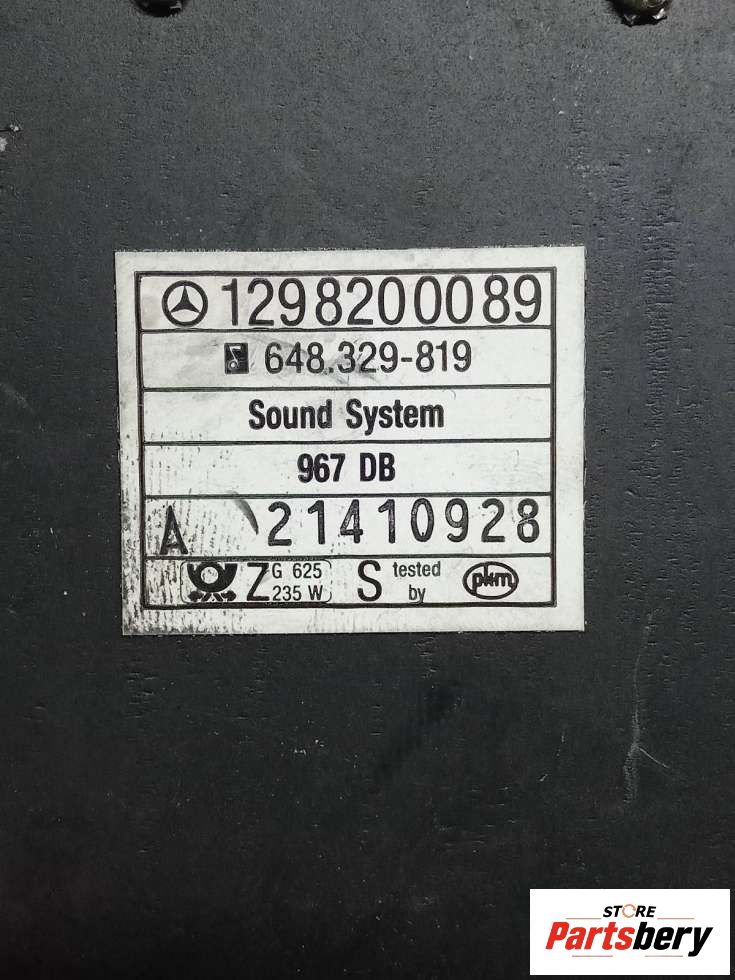 1298200089
648.329-819
Sound System
967 DB
A 21410928
Z G 625 235 W S tested by pkm
STORE
Partsbery